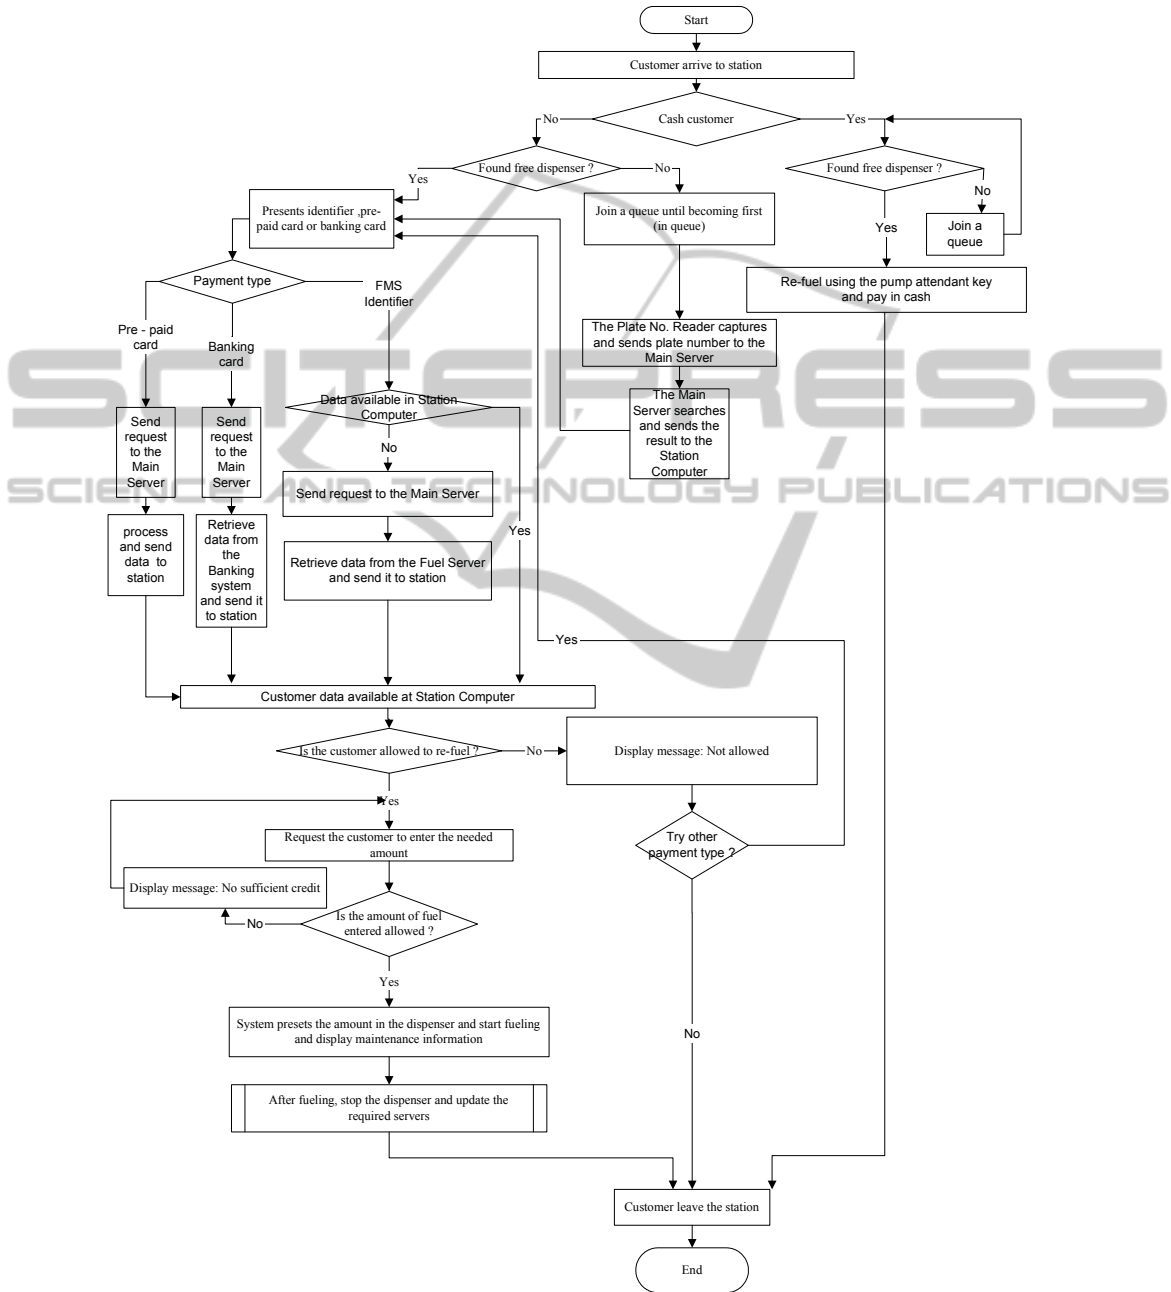 Start
Customer arrive to station
Cash customer
No
Yes
Found free dispenser ?
No
Yes
Found free dispenser ?
No
Yes
Presents identifier ,pre-
paid card or banking card
Join a queue until becoming first
(in queue)
Join a
queue
Payment type
FMS
Identifier
Re-fuel using the pump attendant key
and pay in cash
Pre - paid
card
Banking
card
The Plate No. Reader captures
and sends plate number to the
Main Server
SCITEPRESS
SCIENCE AND TECHNOLOGY PUBLICATIONS
Data available in Station
Computer
The Main
Server searches
and sends the
result to the
Station
Computer
Send
request
to the
Main
Server
Send
request
to the
Main
Server
No
Yes
Send request to the Main Server
process
and send
data to
station
Retrieve
data from
the
Banking
system
and send it
to station
Retrieve data from the Fuel Server
and send it to station
Yes
Customer data available at Station Computer
Is the customer allowed to re-fuel ?
No
Display message: Not allowed
Yes
Request the customer to enter the needed
amount
Try other
payment type ?
Display message: No sufficient credit
Is the amount of fuel
entered allowed ?
No
Yes
System presets the amount in the dispenser and start fueling
and display maintenance information
No
After fueling, stop the dispenser and update the
required servers
Customer leave the station
End